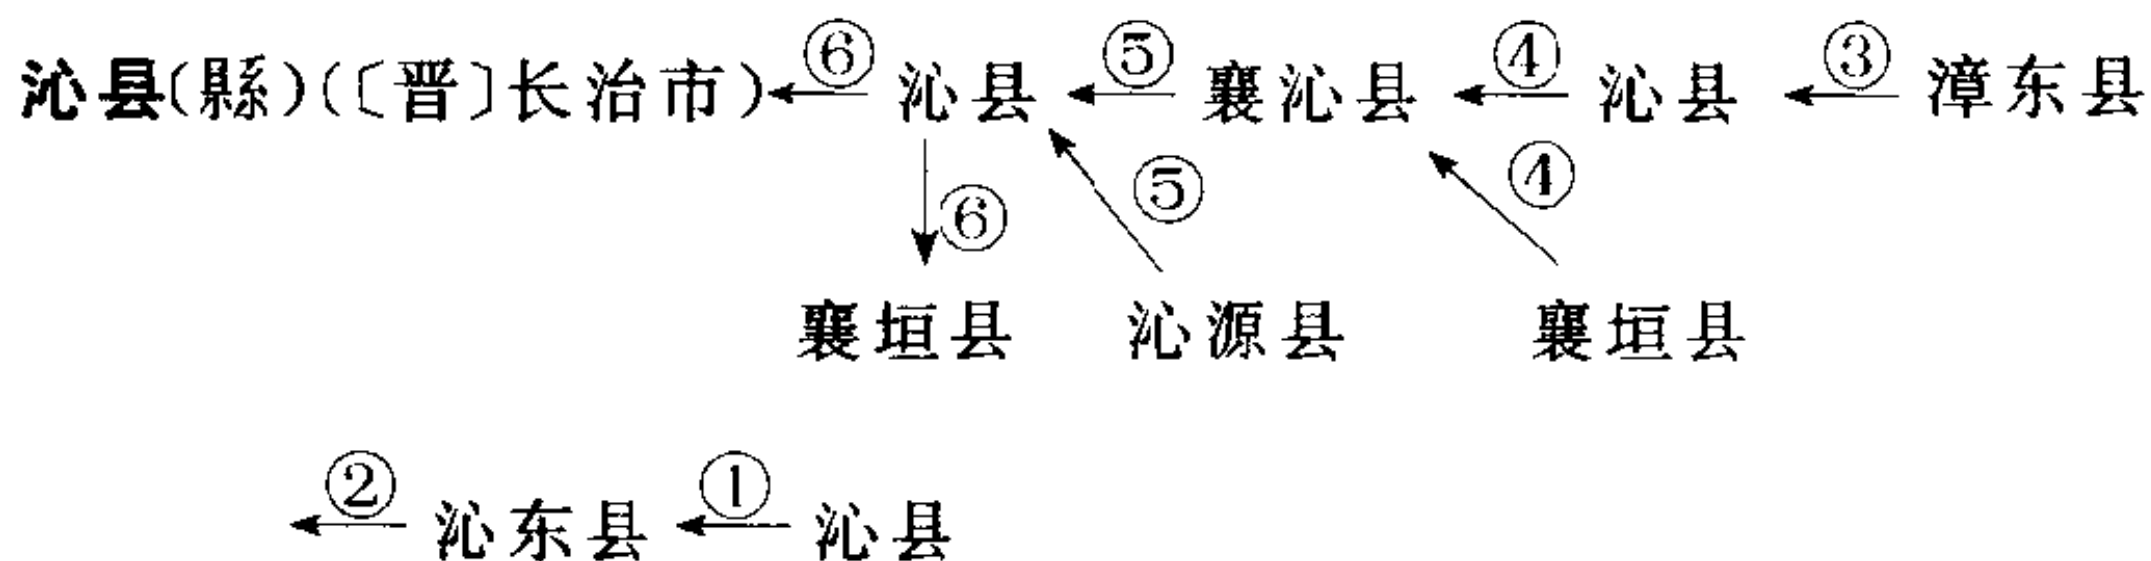 沁县(縣)(〔晋〕长治市) ⑥ 沁县 ⑤ 襄沁县 ④ 沁县 ③ 漳东县
⑥ ⑤ ④
襄垣县 沁源县 襄垣县
② 沁东县 ① 沁县